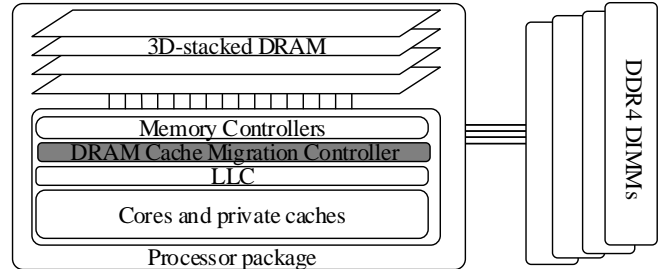 3D-stacked DRAM
Memory Controllers
DRAM Cache Migration Controller
LLC
Cores and private caches
Processor package
DDR4 DIMMs